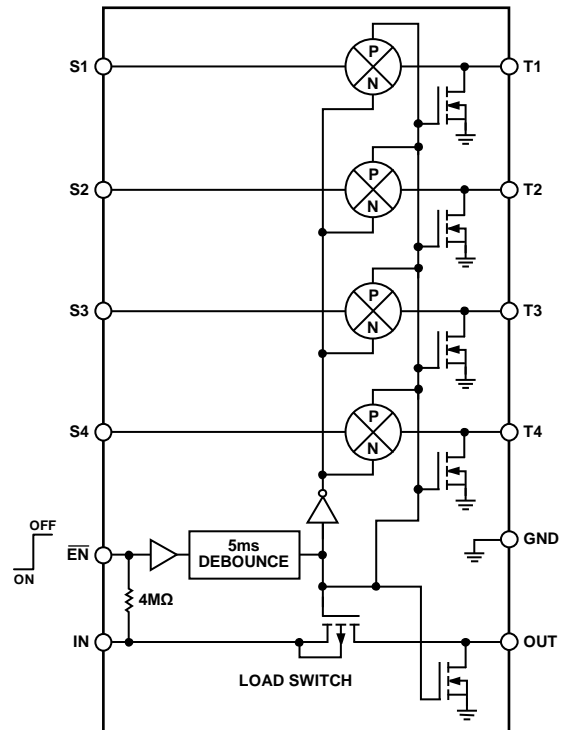 S1
P
N
T1
S2
P
N
T2
S3
P
N
T3
S4
P
N
T4
OFF
ON
EN
5ms
DEBOUNCE
GND
4MΩ
IN
LOAD SWITCH
OUT